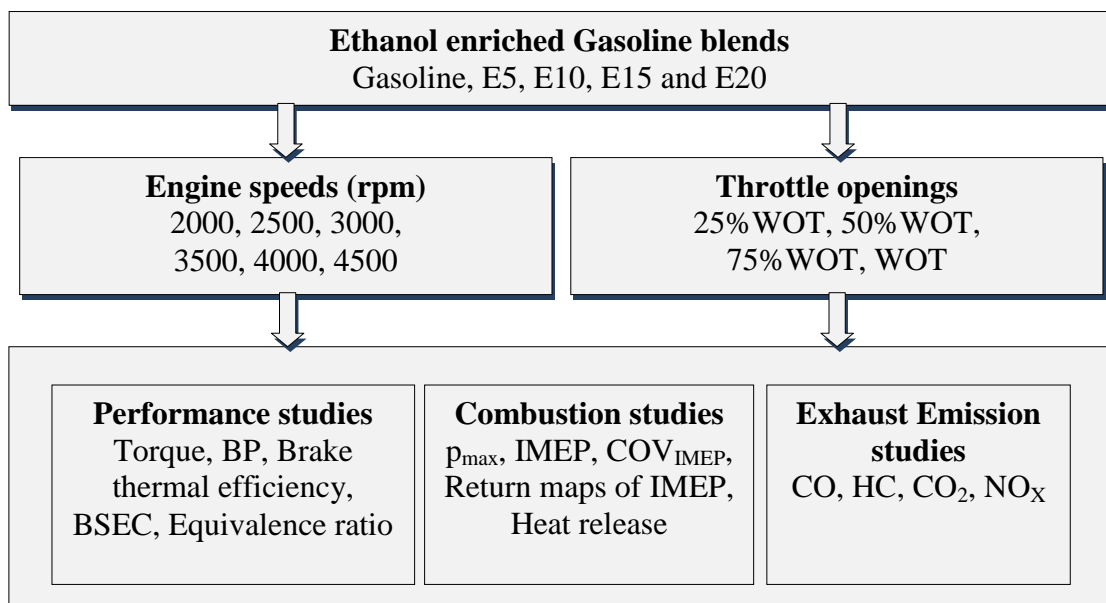 Ethanol enriched Gasoline blends
Gasoline, E5, E10, E15 and E20
Engine speeds (rpm)
2000, 2500, 3000,
3500, 4000, 4500
Throttle openings
25%WOT, 50%WOT,
75%WOT, WOT
Performance studies
Torque, BP, Brake
thermal efficiency,
BSEC, Equivalence ratio
Combustion studies
pmax, IMEP, COVIMEP,
Return maps of IMEP,
Heat release
Exhaust Emission
studies
CO, HC, CO2, NOX